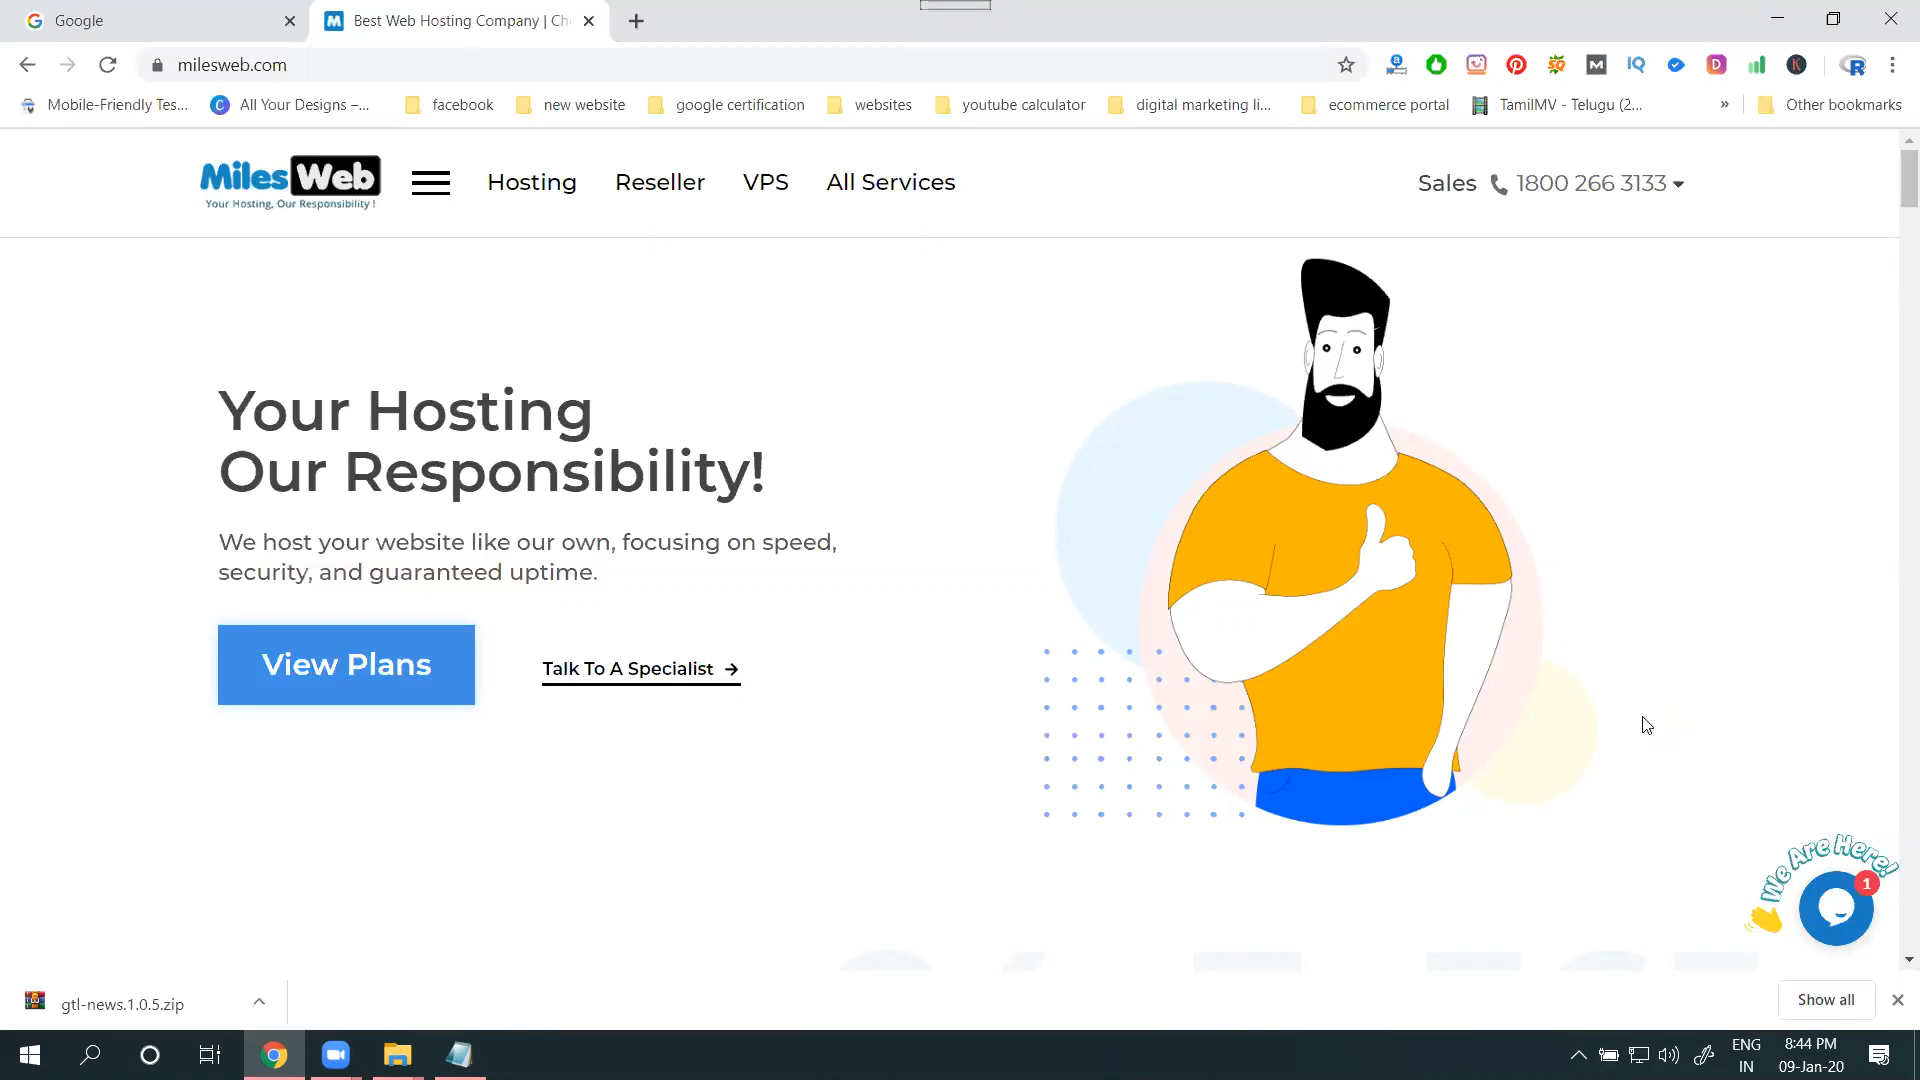 Google
Best Web Hosting Company | Ch
milesweb.com
Mobile-Friendly Tes...
All Your Designs –...
facebook
new website
google certification
websites
youtube calculator
digital marketing li...
ecommerce portal
TamilMV - Telugu (2...
»
Other bookmarks
Miles Web
Your Hosting, Our Responsibility !
Hosting
Reseller
VPS
All Services
Sales 1800 266 3133
Your Hosting
Our Responsibility!
We host your website like our own, focusing on speed,
security, and guaranteed uptime.
View Plans
Talk To A Specialist →
We Are Here!
1
gtl-news.1.0.5.zip
Show all
ENG
IN
8:44 PM
09-Jan-20